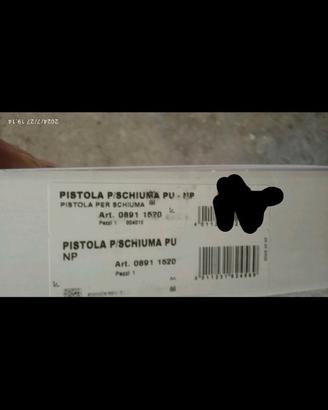 2024/7/27 19:14
PISTOLA P/SCHIUMA PU - NP
PISTOLA PER SCHIUMA
Art. 0891 1520
Pezzi 1
PISTOLA P/SCHIUMA PU
NP
Art. 0891 1520
Pezzi 1